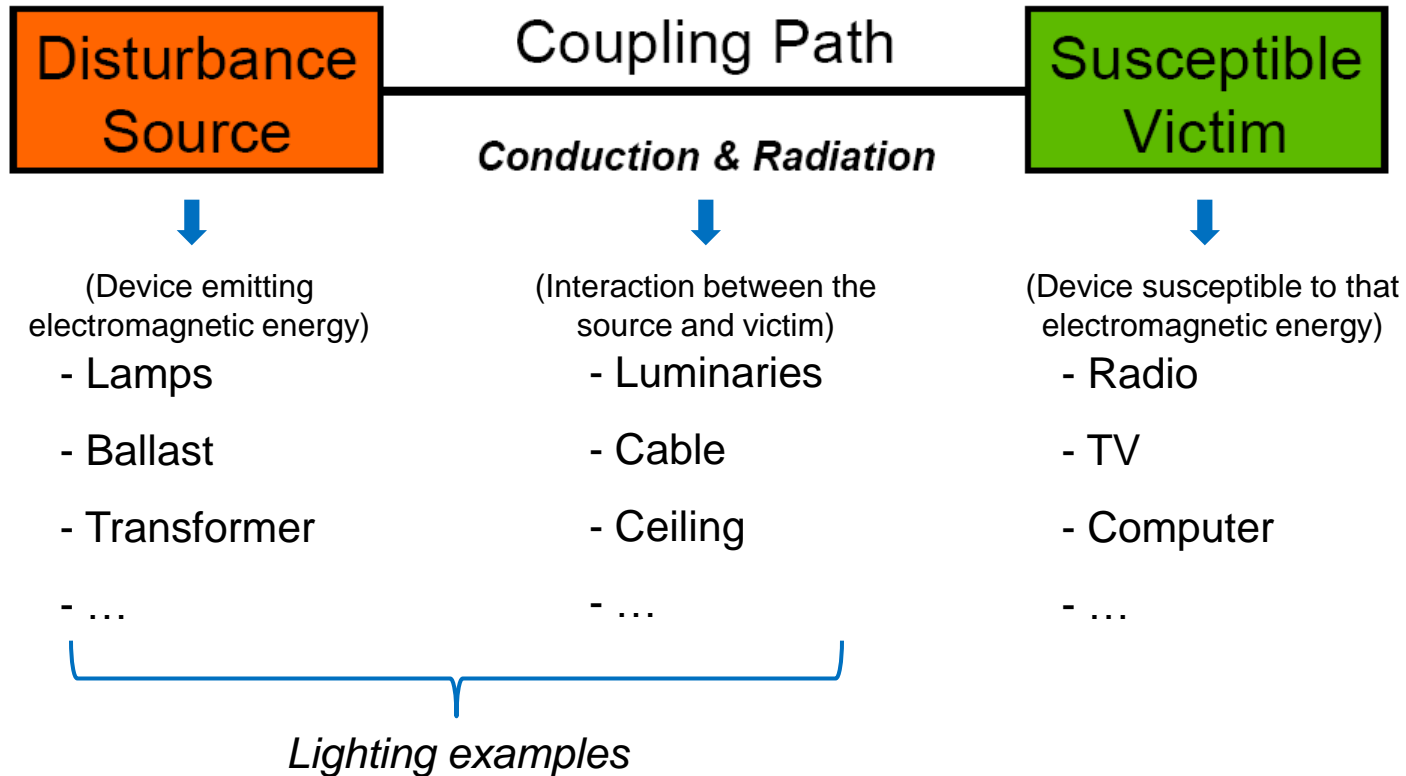 Disturbance
Source
Coupling Path
Conduction & Radiation
Susceptible
Victim
(Device emitting
electromagnetic energy)
- Lamps
- Ballast
- Transformer
- …
(Interaction between the
source and victim)
- Luminaries
- Cable
- Ceiling
- …
(Device susceptible to that
electromagnetic energy)
- Radio
- TV
- Computer
- …
Lighting examples